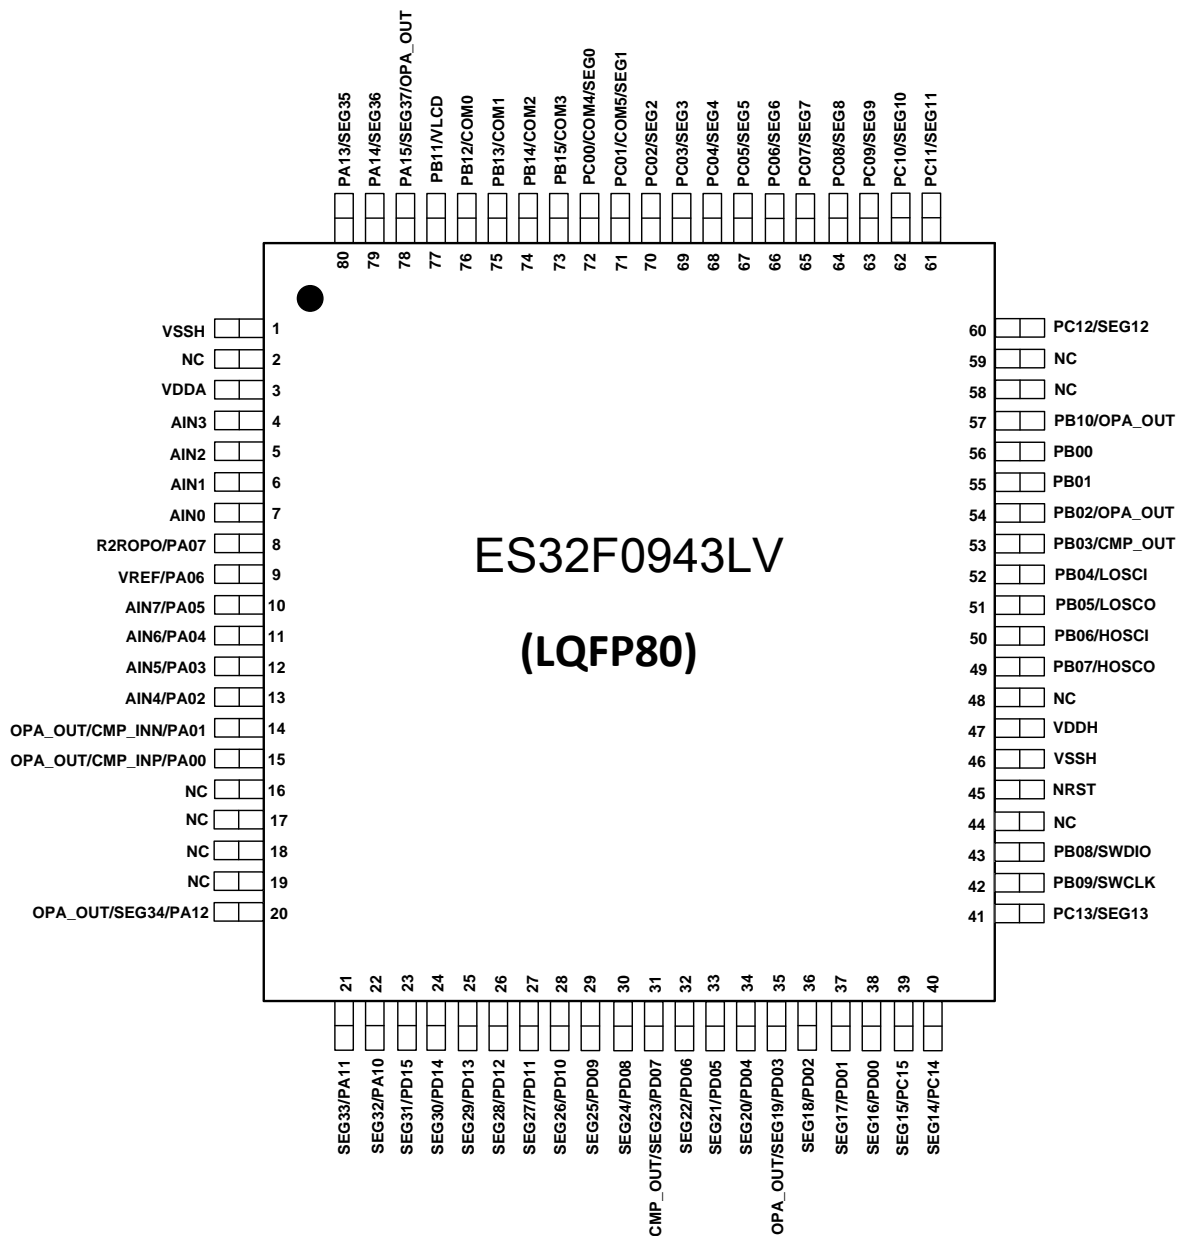 PA13/SEG35
PA14/SEG36
PA15/SEG37/OPA_OUT
PB11/VLCD
PB12/COM0
PB13/COM1
PB14/COM2
PB15/COM3
PC00/COM4/SEG0
PC01/COM5/SEG1
PC02/SEG2
PC03/SEG3
PC04/SEG4
PC05/SEG5
PC06/SEG6
PC07/SEG7
PC08/SEG8
PC09/SEG9
PC10/SEG10
PC11/SEG11
80 79 78 77 76 75 74 73 72 71 70 69 68 67 66 65 64 63 62 61
VSSH 1
NC 2
VDDA 3
AIN3 4
AIN2 5
AIN1 6
AIN0 7
R2ROPO/PA07 8
VREF/PA06 9
AIN7/PA05 10
AIN6/PA04 11
AIN5/PA03 12
AIN4/PA02 13
OPA_OUT/CMP_INN/PA01 14
OPA_OUT/CMP_INP/PA00 15
NC 16
NC 17
NC 18
NC 19
OPA_OUT/SEG34/PA12 20
ES32F0943LV
(LQFP80)
60 PC12/SEG12
59 NC
58 NC
57 PB10/OPA_OUT
56 PB00
55 PB01
54 PB02/OPA_OUT
53 PB03/CMP_OUT
52 PB04/LOSCI
51 PB05/LOSCO
50 PB06/HOSCI
49 PB07/HOSCO
48 NC
47 VDDH
46 VSSH
45 NRST
44 NC
43 PB08/SWDIO
42 PB09/SWCLK
41 PC13/SEG13
21 22 23 24 25 26 27 28 29 30 31 32 33 34 35 36 37 38 39 40
SEG33/PA11
SEG32/PA10
SEG31/PD15
SEG30/PD14
SEG29/PD13
SEG28/PD12
SEG27/PD11
SEG26/PD10
SEG25/PD09
SEG24/PD08
CMP_OUT/SEG23/PD07
SEG22/PD06
SEG21/PD05
SEG20/PD04
OPA_OUT/SEG19/PD03
SEG18/PD02
SEG17/PD01
SEG16/PD00
SEG15/PC15
SEG14/PC14